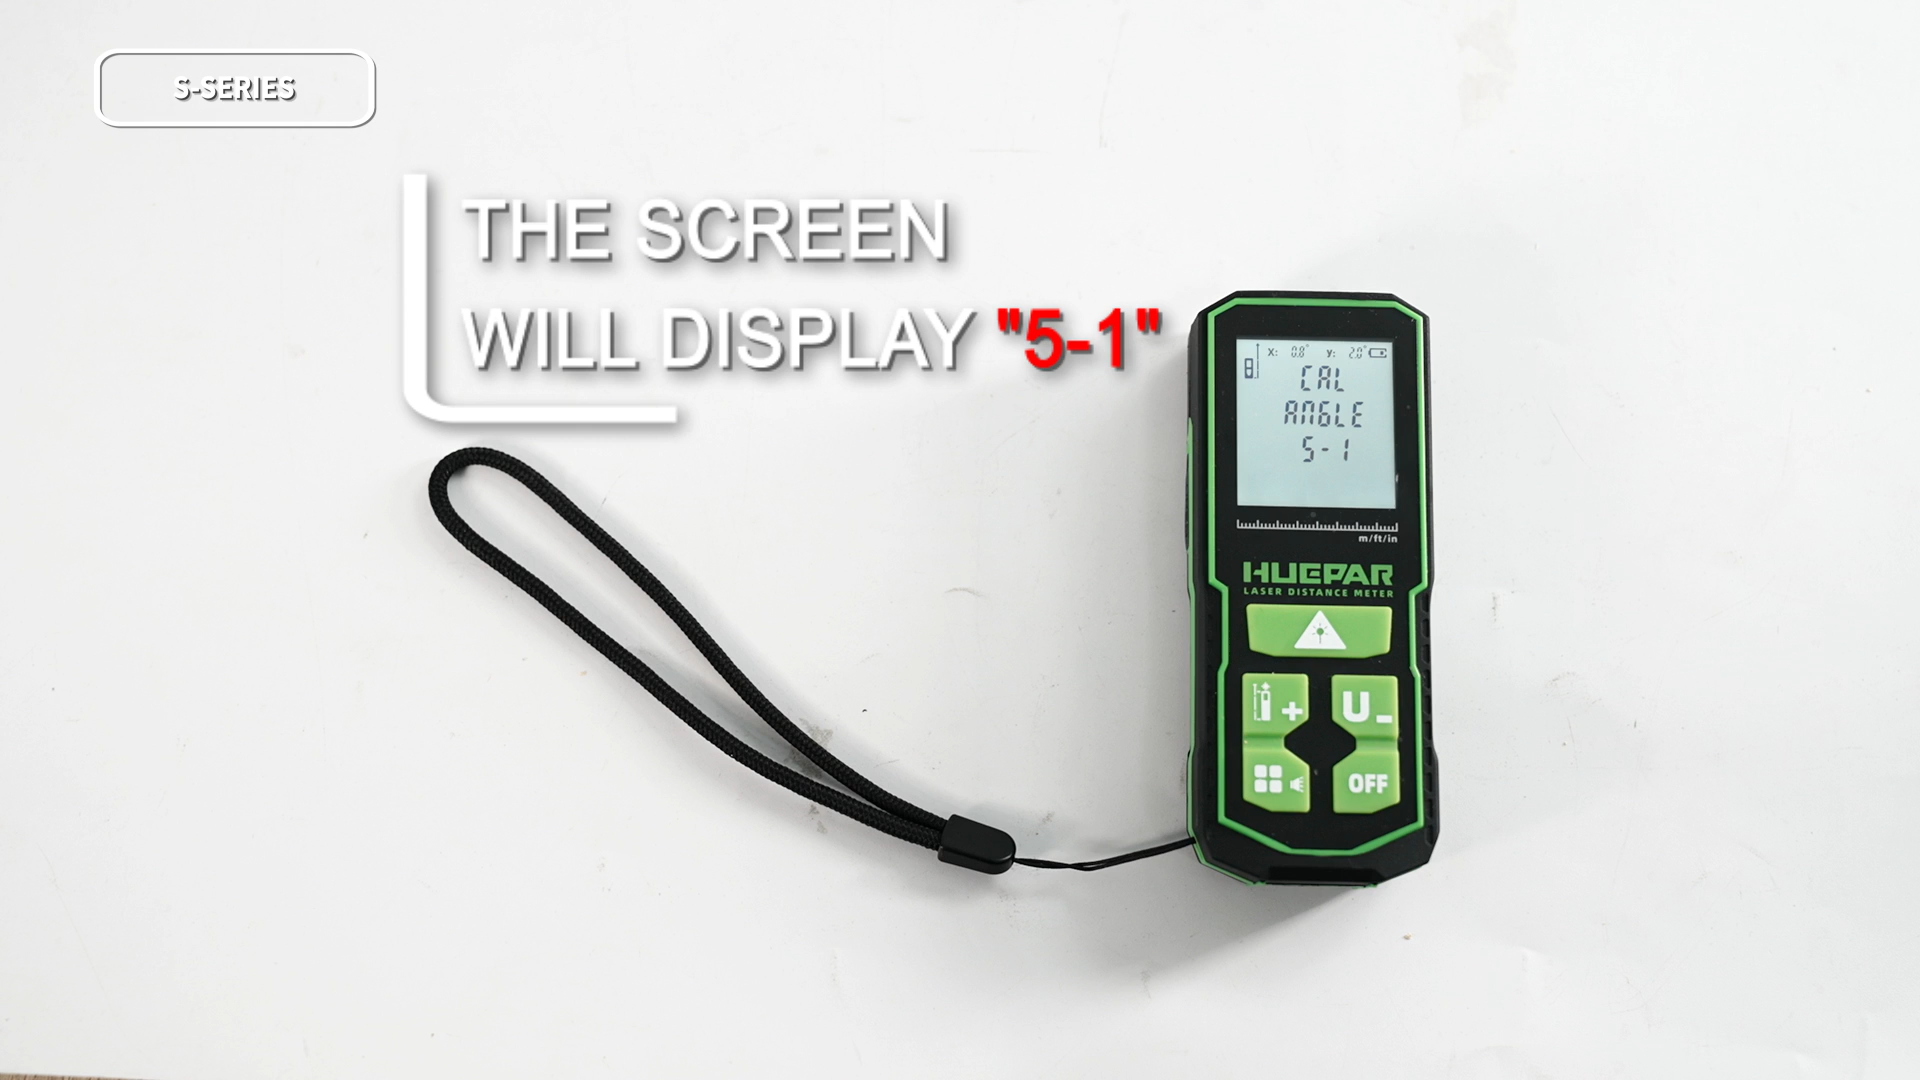 S-SERIES
THE SCREEN
WILL DISPLAY "5-1"
X: 0.8° y: 2.0°
CAL
ANGLE
5-1
m/ft/in
HUEPAR
LASER DISTANCE METER
+ U -
OFF